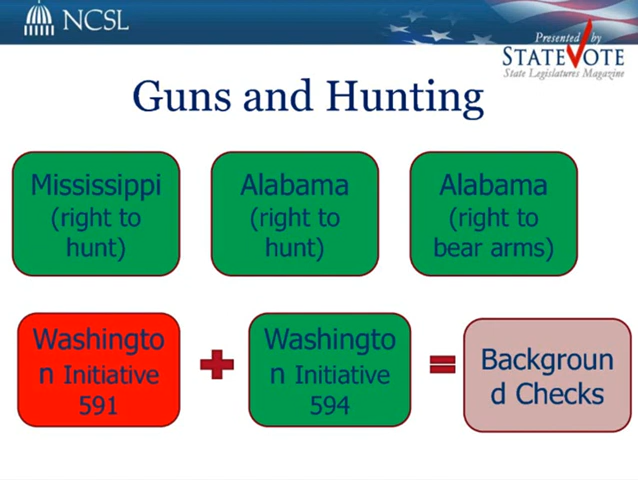 NCSL
Presented by
STATEVOTE
State Legislatures Magazine
Guns and Hunting
Mississippi
(right to
hunt)
Alabama
(right to
hunt)
Alabama
(right to
bear arms)
Washingto
n Initiative
591
Washingto
n Initiative
594
Backgroun
d Checks